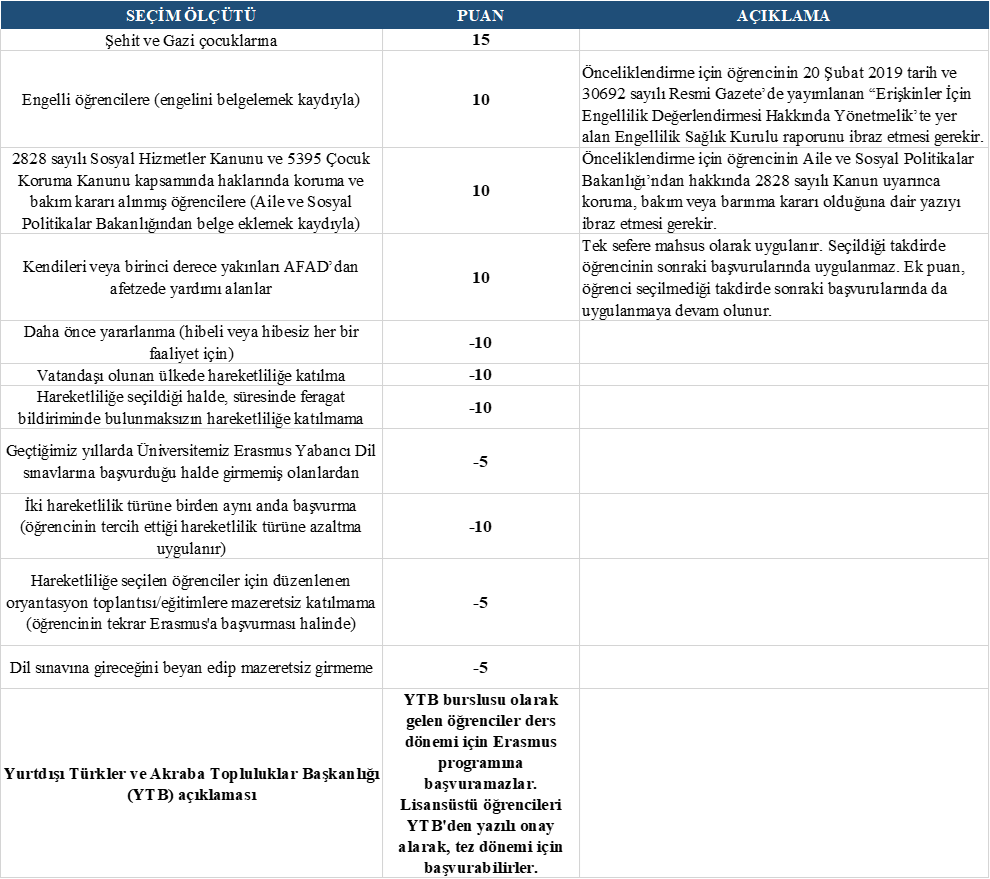 SEÇİM ÖLÇÜTÜ PUAN AÇIKLAMA
Şehit ve Gazi çocuklarına 15
Engelli öğrencilere (engelini belgelemek kaydıyla) 10
Önceliklendirme için öğrencinin 20 Şubat 2019 tarih ve
30692 sayılı Resmi Gazete’de yayımlanan “Erişkinler İçin
Engellilik Değerlendirmesi Hakkında Yönetmelik’te yer
alan Engellilik Sağlık Kurulu raporunu ibraz etmesi gerekir.
2828 sayılı Sosyal Hizmetler Kanunu ve 5395 Çocuk
Koruma Kanunu kapsamında haklarında koruma ve
bakım kararı alınmış öğrencilere (Aile ve Sosyal
Politikalar Bakanlığından belge eklemek kaydıyla)
10
Önceliklendirme için öğrencinin Aile ve Sosyal Politikalar
Bakanlığı’ndan hakkında 2828 sayılı Kanun uyarınca
koruma, bakım veya barınma kararı olduğuna dair yazıyı
ibraz etmesi gerekir.
Kendileri veya birinci derece yakınları AFAD’dan
afetzede yardımı alanlar
10
Tek sefere mahsus olarak uygulanır. Seçildiği takdirde
öğrencinin sonraki başvurularında uygulanmaz. Ek puan,
öğrenci seçilmediği takdirde sonraki başvurularında da
uygulanmaya devam olunur.
Daha önce yararlanma (hibeli veya hibesiz her bir
faaliyet için)
-10
Vatandaşı olunan ülkede hareketliliğe katılma -10
Hareketliliğe seçildiği halde, süresinde feragat
bildiriminde bulunmaksızın hareketliliğe katılmama
-10
Geçtiğimiz yıllarda Üniversitemiz Erasmus Yabancı Dil
sınavlarına başvurduğu halde girmemiş olanlardan
-5
İki hareketlilik türüne birden aynı anda başvurma
(öğrencinin tercih ettiği hareketlilik türüne azaltma
uygulanır)
-10
Hareketliliğe seçilen öğrenciler için düzenlenen
oryantasyon toplantısı/eğitimlere mazeretsiz katılmama
(öğrencinin tekrar Erasmus'a başvurması halinde)
-5
Dil sınavına gireceğini beyan edip mazeretsiz girmeme -5
Yurtdışı Türkler ve Akraba Topluluklar Başkanlığı
(YTB) açıklaması
YTB burslusu olarak
gelen öğrenciler ders
dönemi için Erasmus
programına
başvuramazlar.
Lisansüstü öğrencileri
YTB'den yazılı onay
alarak, tez dönemi için
başvurabilirler.